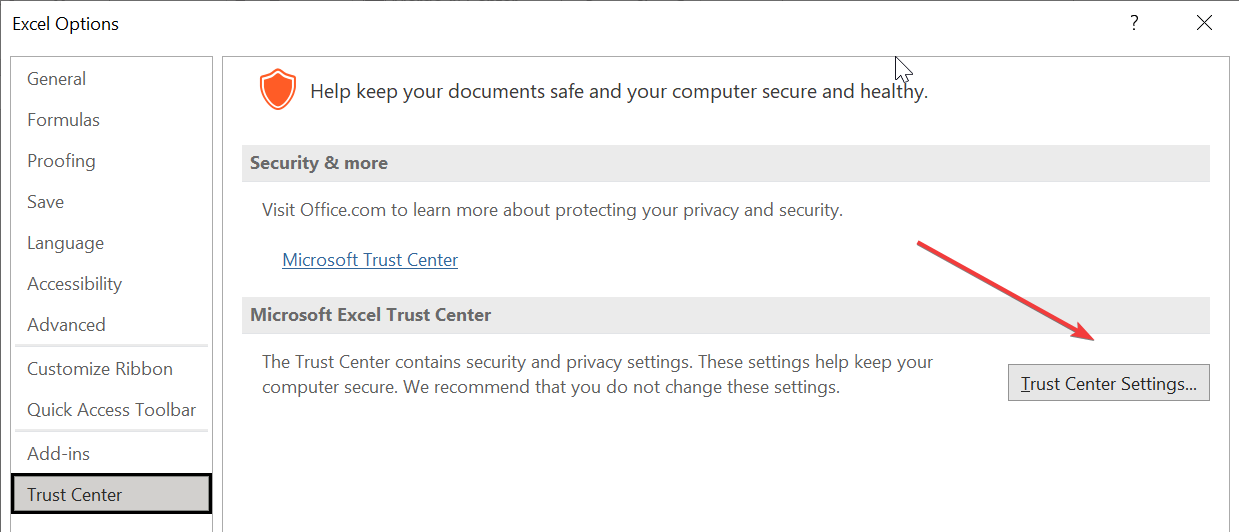 Excel Options
?
General
Formulas
Proofing
Save
Language
Accessibility
Advanced
Customize Ribbon
Quick Access Toolbar
Add-ins
Trust Center
Help keep your documents safe and your computer secure and healthy.
Security & more
Visit Office.com to learn more about protecting your privacy and security.
Microsoft Trust Center
Microsoft Excel Trust Center
The Trust Center contains security and privacy settings. These settings help keep your
computer secure. We recommend that you do not change these settings.
Trust Center Settings...